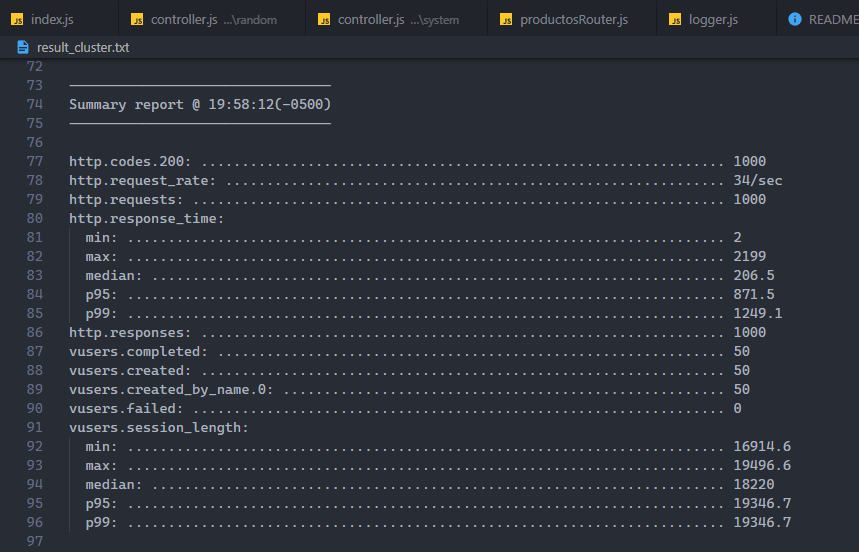 JS index.js JS controller.js ...\random JS controller.js ...\system JS productosRouter.js JS logger.js README
result_cluster.txt
72
73 --------------------------------
74 Summary report @ 19:58:12(-0500)
75 --------------------------------
76
77 http.codes.200: ................................................................ 1000
78 http.request_rate: ............................................................. 34/sec
79 http.requests: ................................................................. 1000
80 http.response_time:
81 min: ......................................................................... 2
82 max: ......................................................................... 2199
83 median: ...................................................................... 206.5
84 p95: ......................................................................... 871.5
85 p99: ......................................................................... 1249.1
86 http.responses: ................................................................ 1000
87 vusers.completed: .............................................................. 50
88 vusers.created: ................................................................ 50
89 vusers.created_by_name.0: ...................................................... 50
90 vusers.failed: ................................................................. 0
91 vusers.session_length:
92 min: ......................................................................... 16914.6
93 max: ......................................................................... 19496.6
94 median: ...................................................................... 18220
95 p95: ......................................................................... 19346.7
96 p99: ......................................................................... 19346.7
97